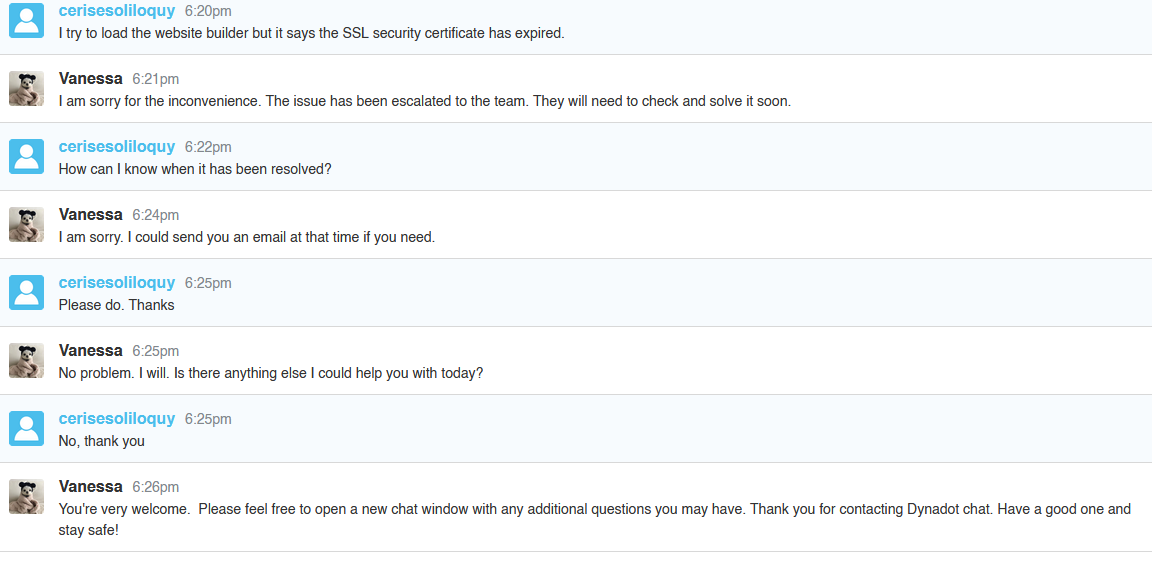 cerisesoliloquy 6:20pm
I try to load the website builder but it says the SSL security certificate has expired.
Vanessa 6:21pm
I am sorry for the inconvenience. The issue has been escalated to the team. They will need to check and solve it soon.
cerisesoliloquy 6:22pm
How can I know when it has been resolved?
Vanessa 6:24pm
I am sorry. I could send you an email at that time if you need.
cerisesoliloquy 6:25pm
Please do. Thanks
Vanessa 6:25pm
No problem. I will. Is there anything else I could help you with today?
cerisesoliloquy 6:25pm
No, thank you
Vanessa 6:26pm
You're very welcome.  Please feel free to open a new chat window with any additional questions you may have. Thank you for contacting Dynadot chat. Have a good one and
stay safe!